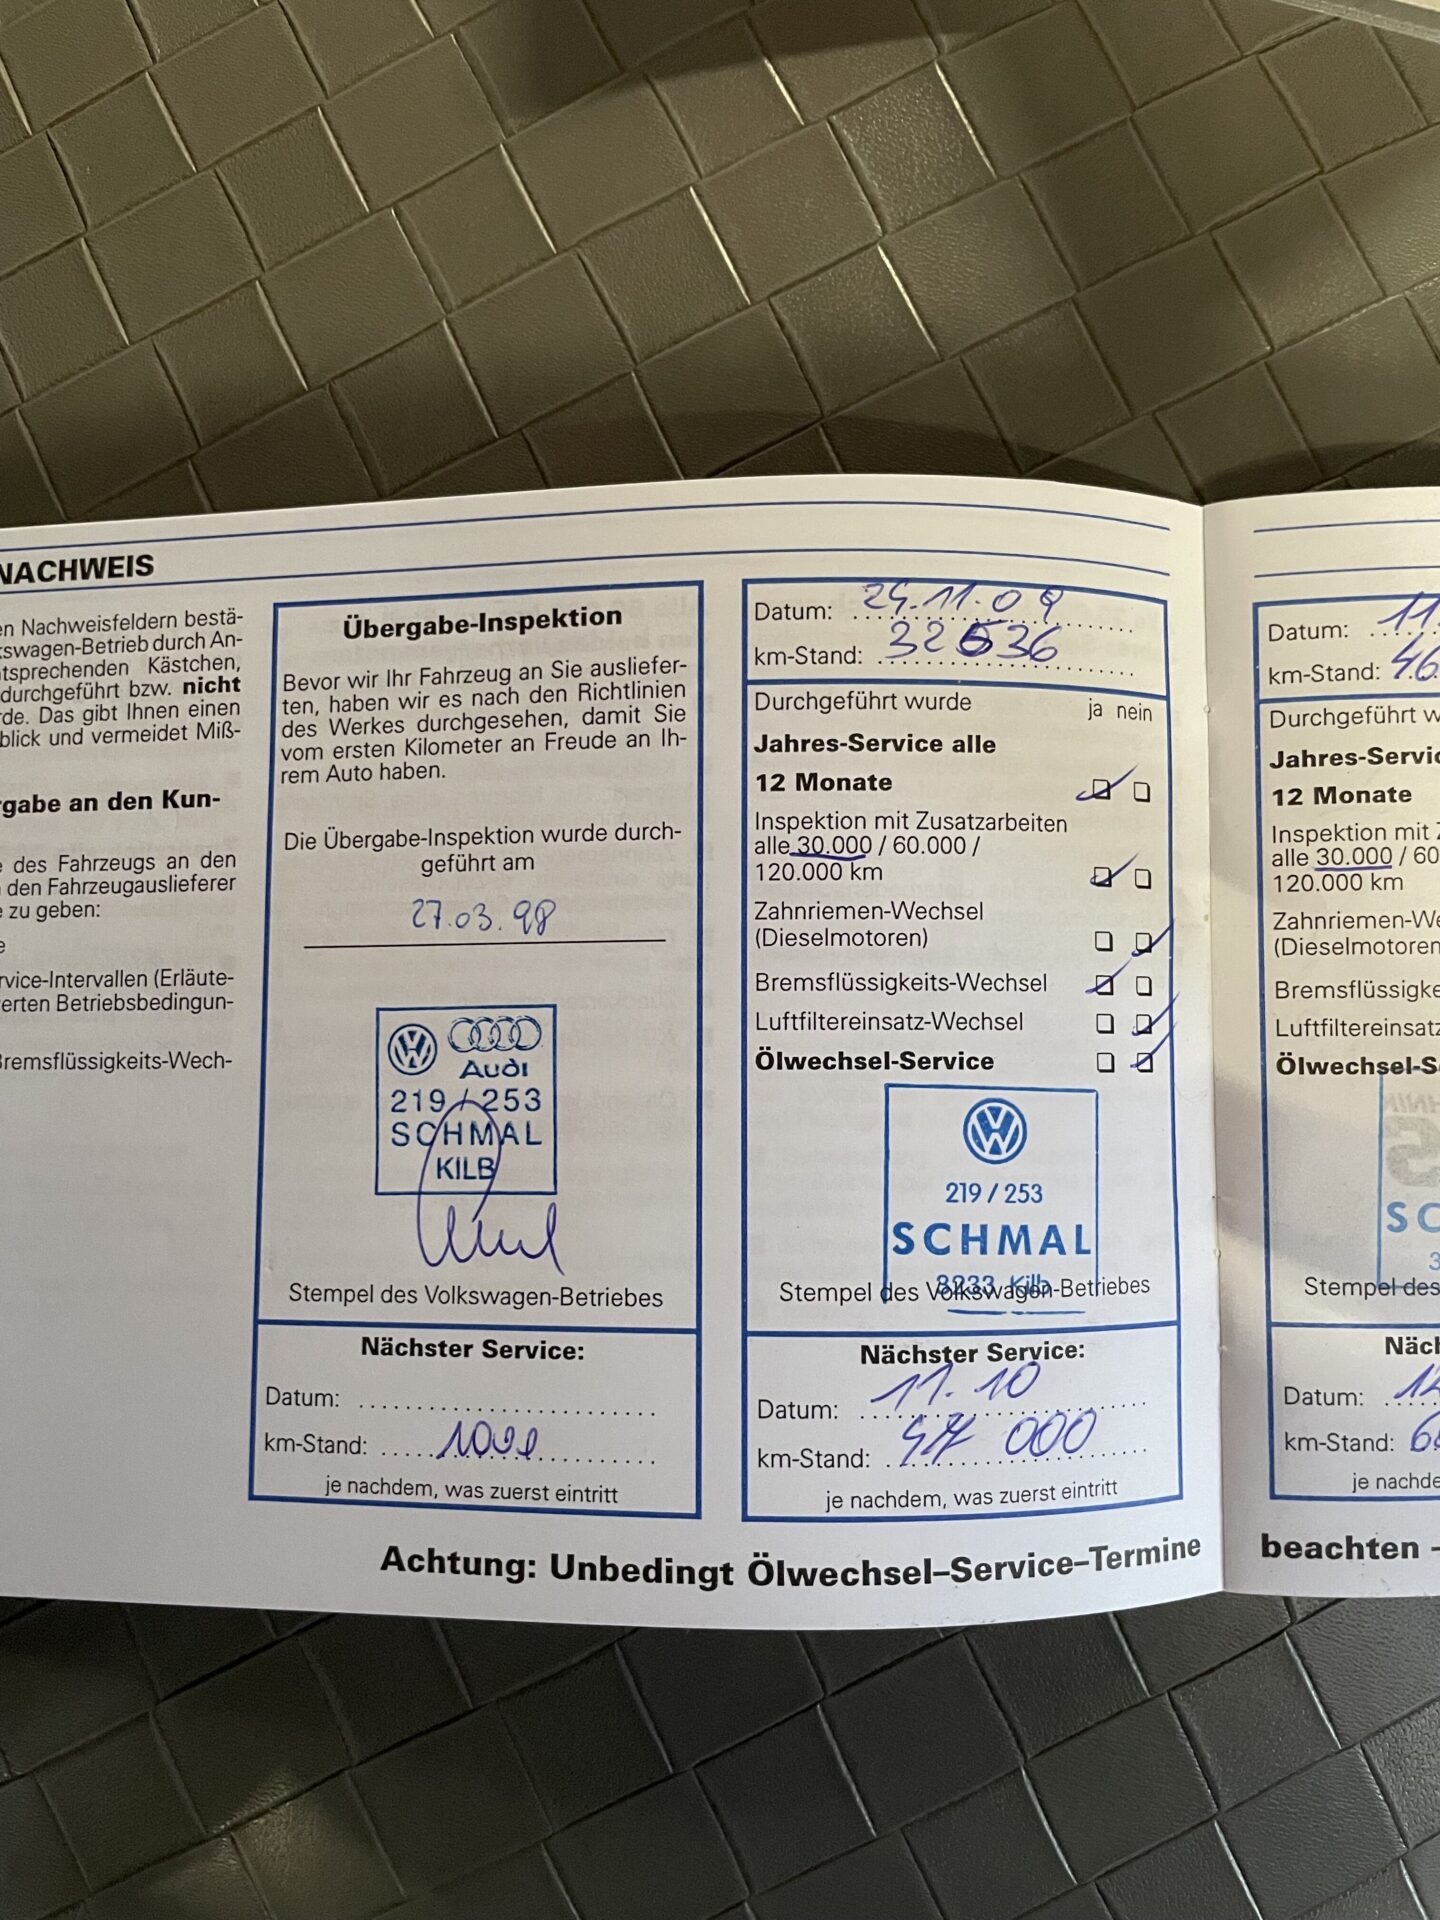 NACHWEIS
en Nachweisfeldern bestä-
swagen-Betrieb durch An-
tsprechenden Kästchen,
durchgeführt bzw. nicht
rde. Das gibt Ihnen einen
blick und vermeidet Miß-
rgabe an den Kun-
e des Fahrzeugs an den
den Fahrzeugauslieferer
e zu geben:
e
rvice-Intervallen (Erläute-
erten Betriebsbedingun-
Bremsflüssigkeits-Wech-
Übergabe-Inspektion
Bevor wir Ihr Fahrzeug an Sie ausliefer-
ten, haben wir es nach den Richtlinien
des Werkes durchgesehen, damit Sie
vom ersten Kilometer an Freude an Ih-
rem Auto haben.
Die Übergabe-Inspektion wurde durch-
geführt am
27.03.98
Audi
219 / 253
SCHMAL
KILB
Stempel des Volkswagen-Betriebes
Nächster Service:
Datum:
km-Stand:
je nachdem, was zuerst eintritt
Datum: 24.11.09
km-Stand: 32536
Durchgeführt wurde ja nein
Jahres-Service alle
12 Monate
Inspektion mit Zusatzarbeiten
alle 30.000 / 60.000 /
120.000 km
Zahnriemen-Wechsel
(Dieselmotoren)
Bremsflüssigkeits-Wechsel
Luftfiltereinsatz-Wechsel
Ölwechsel-Service
219 / 253
SCHMAL
3233 Kilb
Stempel des Volkswagen-Betriebes
Nächster Service:
Datum: 11.10
km-Stand: 47 000
je nachdem, was zuerst eintritt
Achtung: Unbedingt Ölwechsel–Service–Termine
Datum: 11.
km-Stand: 46.
Durchgeführt w
Jahres-Servic
12 Monate
Inspektion mit Z
alle 30.000 / 60
120.000 km
Zahnriemen-We
(Dieselmotoren
Bremsflüssigke
Luftfiltereinsatz
Ölwechsel-S
SC
3
Stempel des
Näch
Datum:
km-Stand:
je nachde
beachten –